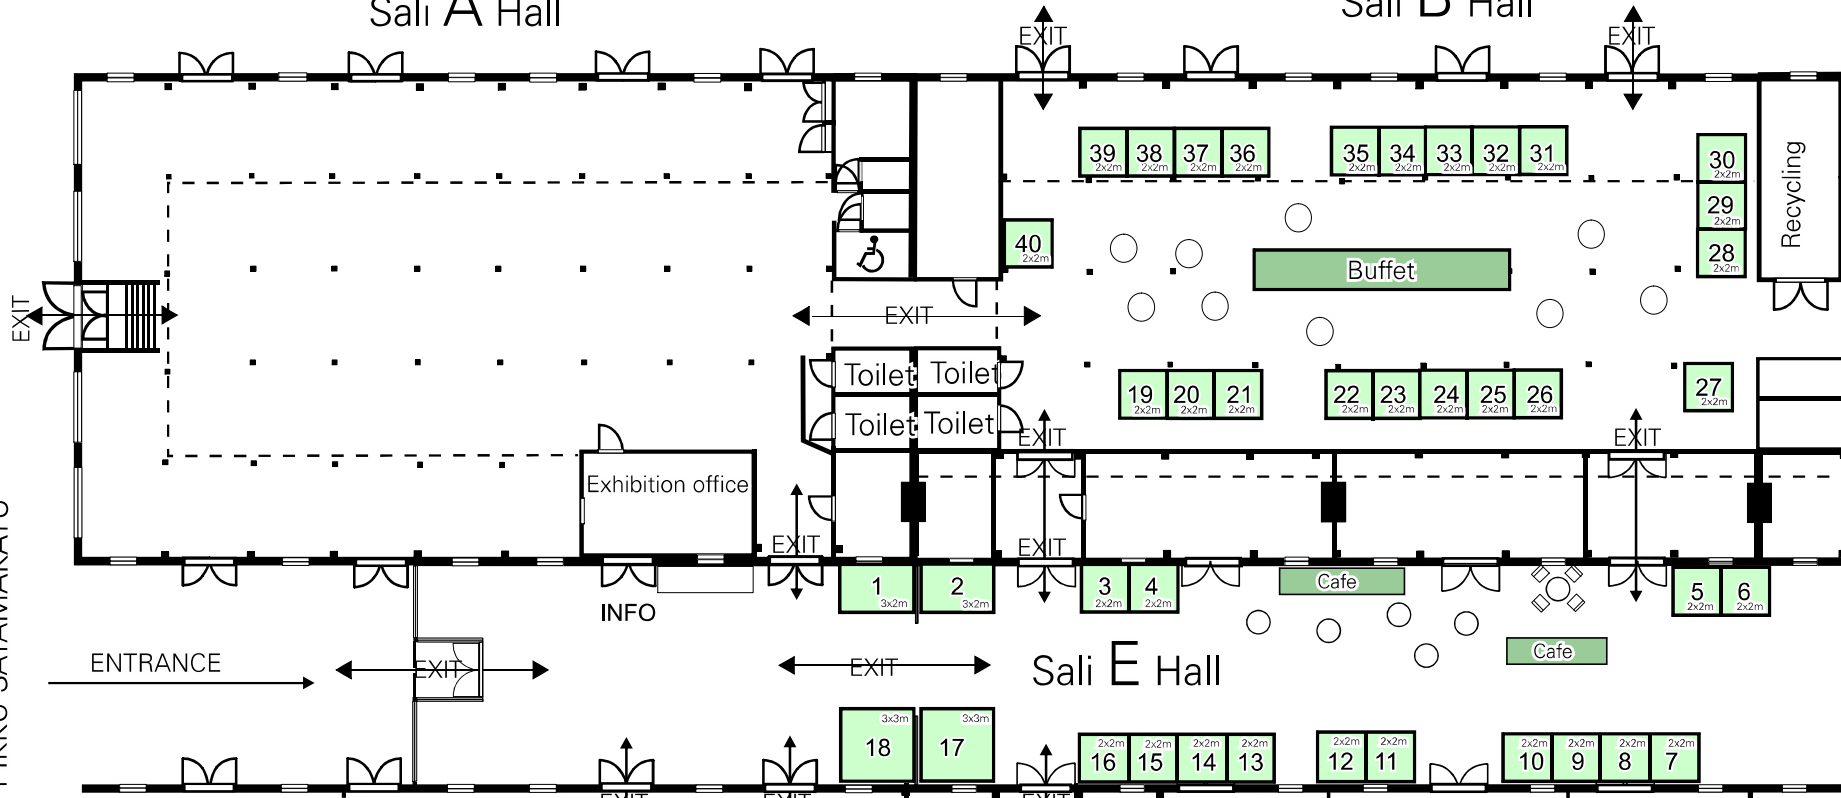 Sali A Hall
Sali B Hall
EXIT
EXIT
39 2x2m
38 2x2m
37 2x2m
36 2x2m
35 2x2m
34 2x2m
33 2x2m
32 2x2m
31 2x2m
30 2x2m
29 2x2m
28 2x2m
Recycling
40 2x2m
Buffet
EXIT
EXIT
Toilet
Toilet
Toilet
Toilet
19 2x2m
20 2x2m
21 2x2m
22 2x2m
23 2x2m
24 2x2m
25 2x2m
26 2x2m
27 2x2m
EXIT
EXIT
Exhibition office
EXIT
EXIT
INFO
1 3x2m
2 3x2m
3 2x2m
4 2x2m
Cafe
5 2x2m
6 2x2m
ENTRANCE
EXIT
EXIT
Sali E Hall
Cafe
3x3m 18
3x3m 17
2x2m 16
2x2m 15
2x2m 14
2x2m 13
2x2m 12
2x2m 11
2x2m 10
2x2m 9
2x2m 8
2x2m 7